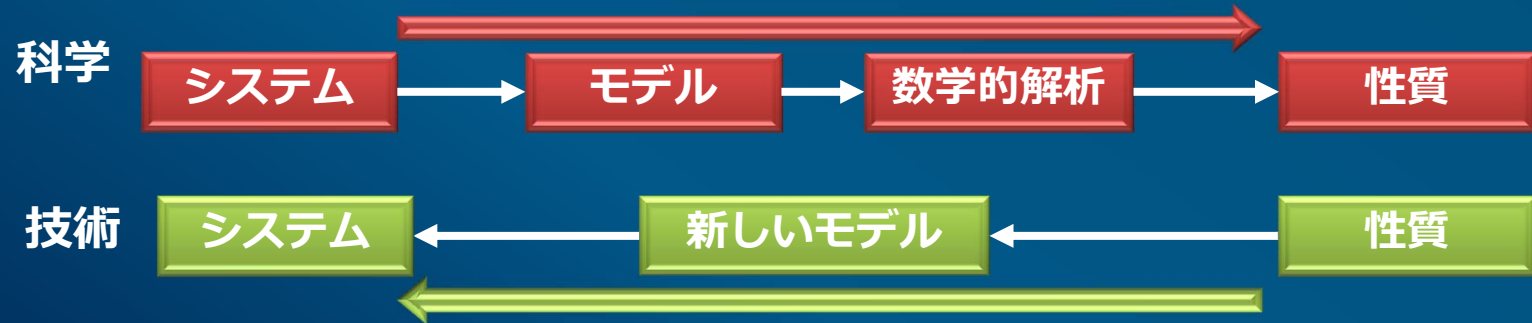 科学
システム
モデル
数学的解析
性質
技術
システム
新しいモデル
性質